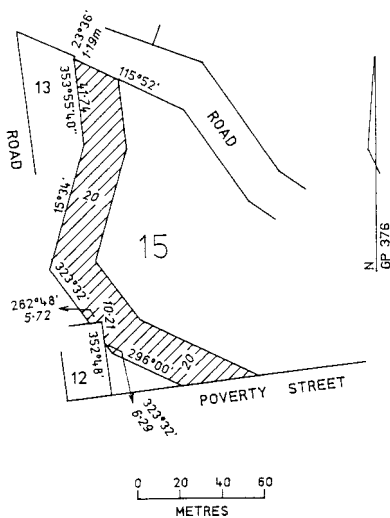 23°36'
1·19m
115°52'
13
353°55'40"
41·74
ROAD
ROAD
15°34'
20
15
N
GP 376
323°32'
262°48'
5·72
10·21
352°48'
296°00'
20
12
POVERTY STREET
323°32'
6·29
0 20 40 60
METRES